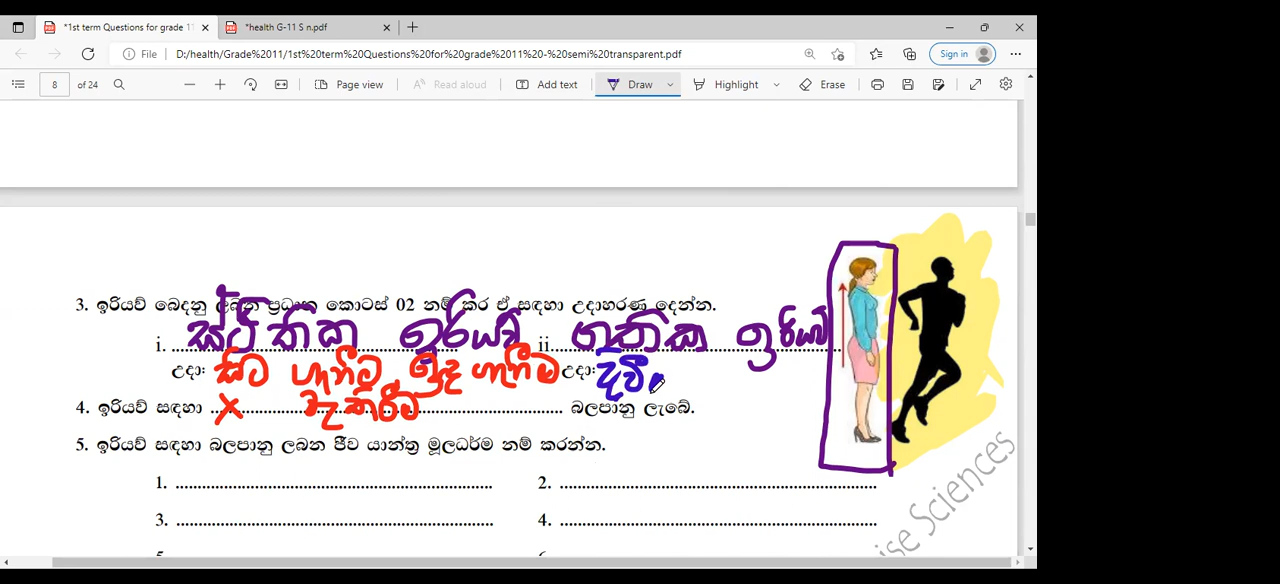 *1st term Questions for grade 11
*health G-11 S n.pdf
File D:/health/Grade%2011/1st%20term%20Questions%20for%20grade%2011%20-%20semi%20transparent.pdf Sign in
8 of 24 Page view Read aloud Add text Draw Highlight Erase
3. ඉරියව් බෙදනු ලබන ප්‍රධාන කොටස් 02 නම් කර ඒ සඳහා උදාහරණ දෙන්න.
i. ස්ථිතික ඉරියව් ii. ගතික ඉරියව්
උදා: සිට ගැනීම, ඉඳ ගැනීම උදා: දිවී
4. ඉරියව් සඳහා ........ බලපානු ලැබේ.
5. ඉරියව් සඳහා බලපානු ලබන ජීව යාන්ත්‍ර මූලධර්ම නම් කරන්න.
1. ........ 2. ........
3. ........ 4. ........
ise Sciences